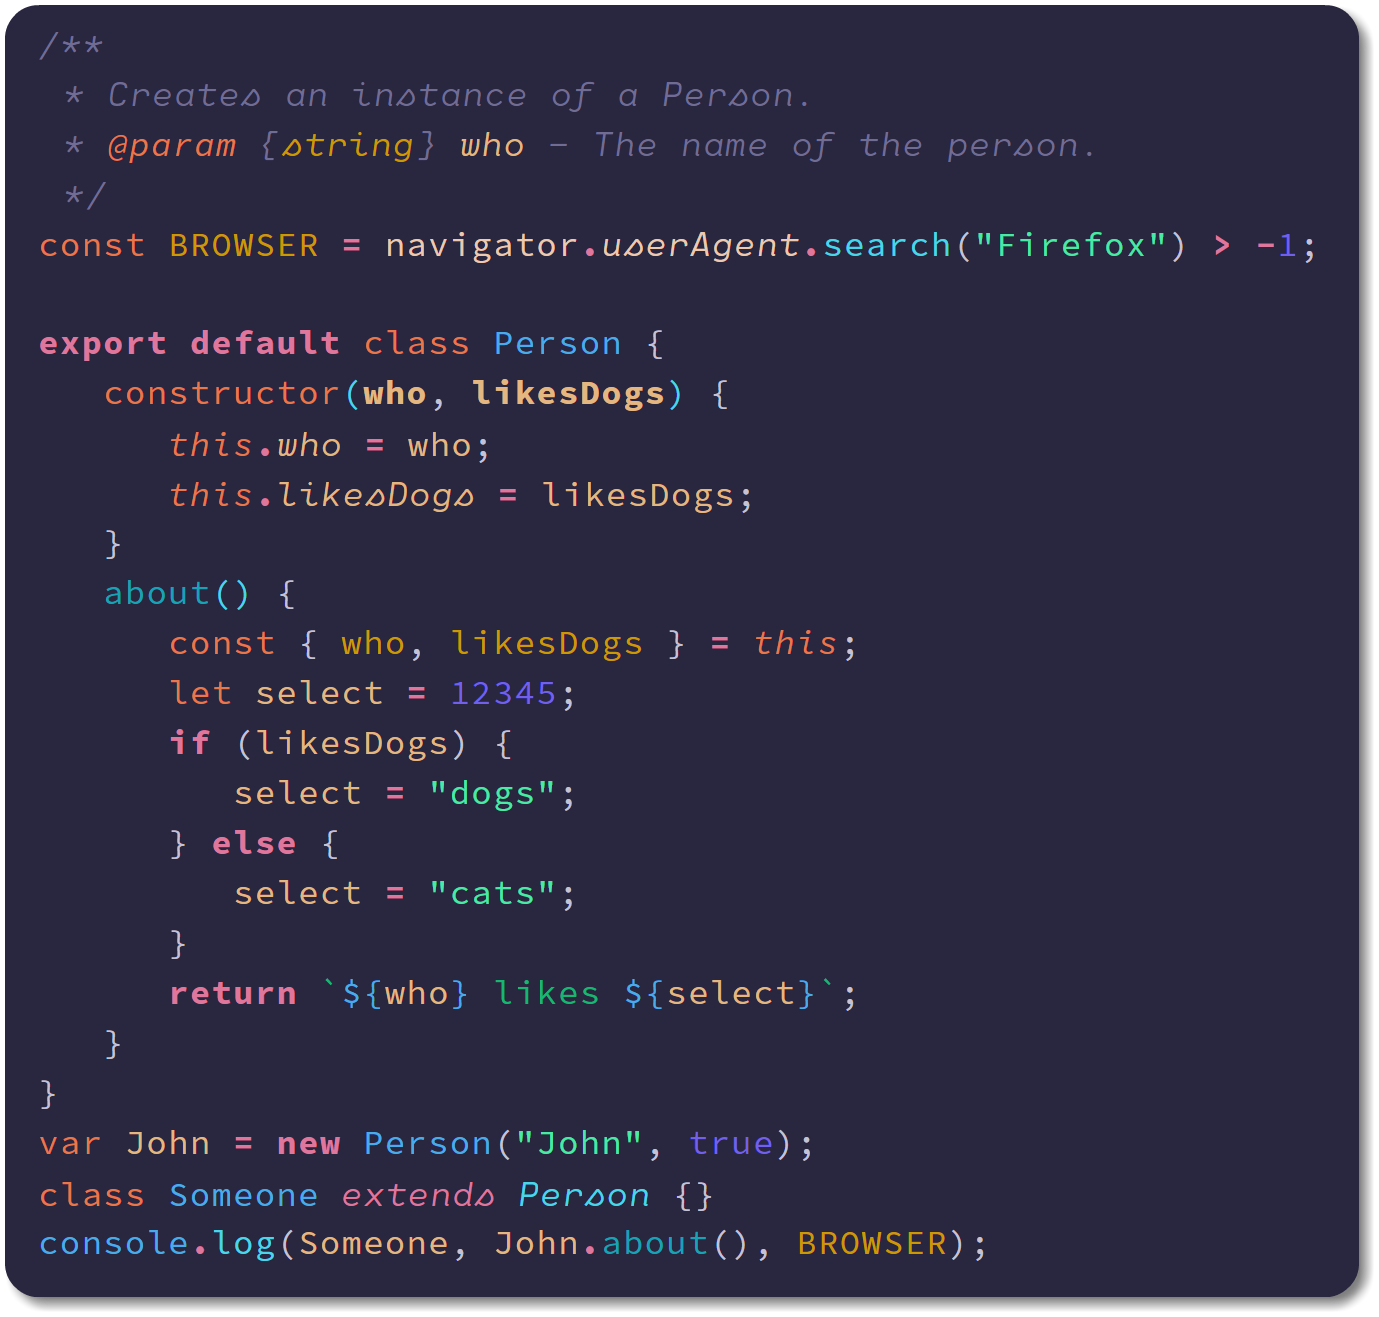 /**
 * Creates an instance of a Person.
 * @param {string} who - The name of the person.
 */
const BROWSER = navigator.userAgent.search("Firefox") > -1;

export default class Person {
   constructor(who, likesDogs) {
      this.who = who;
      this.likesDogs = likesDogs;
   }
   about() {
      const { who, likesDogs } = this;
      let select = 12345;
      if (likesDogs) {
         select = "dogs";
      } else {
         select = "cats";
      }
      return `${who} likes ${select}`;
   }
}
var John = new Person("John", true);
class Someone extends Person {}
console.log(Someone, John.about(), BROWSER);